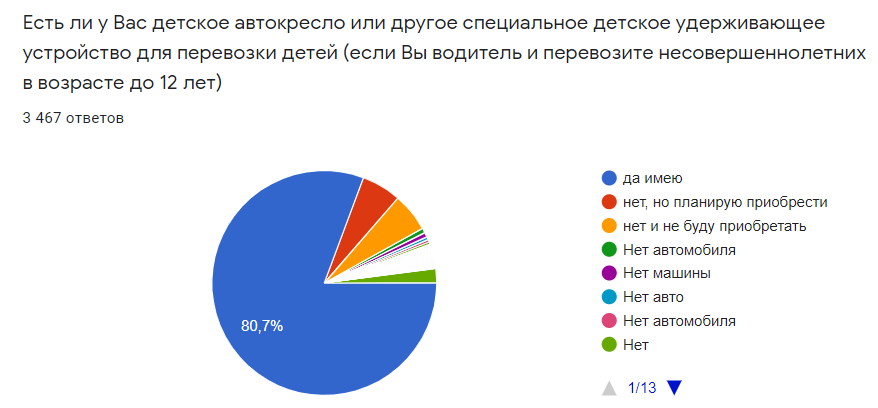 Есть ли у Вас детское автокресло или другое специальное детское удерживающее
устройство для перевозки детей (если Вы водитель и перевозите несовершеннолетних
в возрасте до 12 лет)
3 467 ответов
да имею
нет, но планирую приобрести
нет и не буду приобретать
Нет автомобиля
Нет машины
Нет авто
Нет автомобиля
Нет
80,7%
1/13